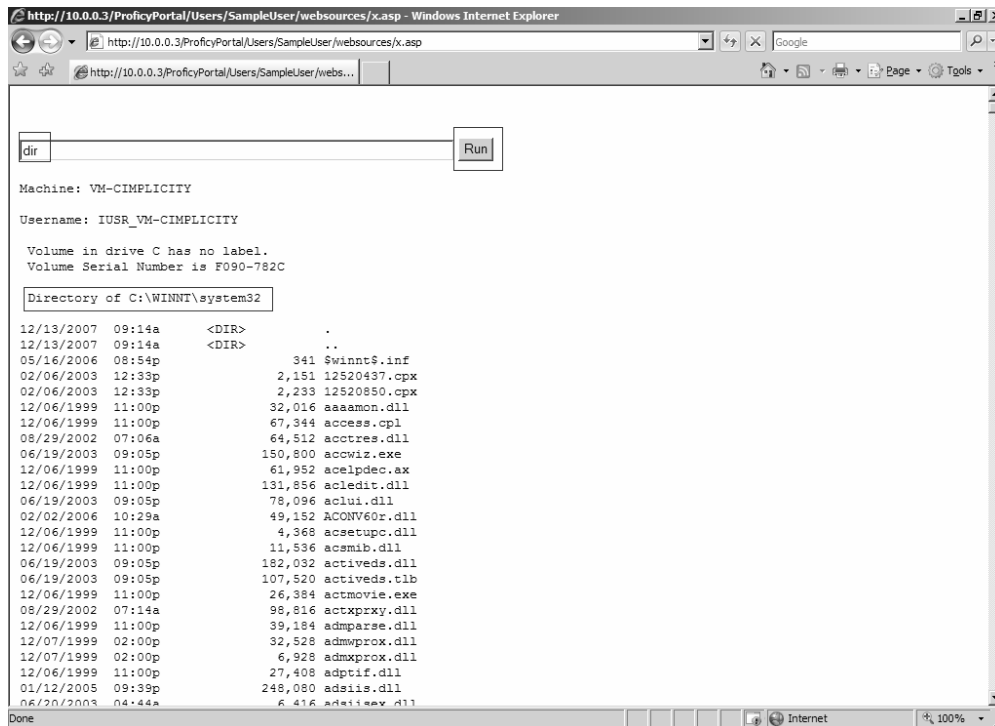 http://10.0.0.3/ProficyPortal/Users/SampleUser/websources/x.asp - Windows Internet Explorer
http://10.0.0.3/ProficyPortal/Users/SampleUser/websources/x.asp
Google
http://10.0.0.3/ProficyPortal/Users/SampleUser/webs...
Page
Tools
dir
Run
Machine: VM-CIMPLICITY
Username: IUSR_VM-CIMPLICITY
Volume in drive C has no label.
Volume Serial Number is F090-782C
Directory of C:\WINNT\system32
12/13/2007 09:14a <DIR> .
12/13/2007 09:14a <DIR> ..
05/16/2006 08:54p 341 $winnt$.inf
02/06/2003 12:33p 2,151 12520437.cpx
02/06/2003 12:33p 2,233 12520850.cpx
12/06/1999 11:00p 32,016 aaaamon.dll
12/06/1999 11:00p 67,344 access.cpl
08/29/2002 07:06a 64,512 acctres.dll
06/19/2003 09:05p 150,800 accwiz.exe
12/06/1999 11:00p 61,952 acelpdec.ax
12/06/1999 11:00p 131,856 acledit.dll
06/19/2003 09:05p 78,096 aclui.dll
02/02/2006 10:29a 49,152 ACONV60r.dll
12/06/1999 11:00p 4,368 acsetupc.dll
12/06/1999 11:00p 11,536 acsmib.dll
06/19/2003 09:05p 182,032 activeds.dll
06/19/2003 09:05p 107,520 activeds.tlb
12/06/1999 11:00p 26,384 actmovie.exe
08/29/2002 07:14a 98,816 actxprxy.dll
12/06/1999 11:00p 39,184 admparse.dll
12/07/1999 02:00p 32,528 admwprox.dll
12/07/1999 02:00p 6,928 admxprox.dll
12/06/1999 11:00p 27,408 adptif.dll
01/12/2005 09:39p 248,080 adsiis.dll
06/20/2003 04:44a 6,416 adsiisex.dll
Done
Internet
100%